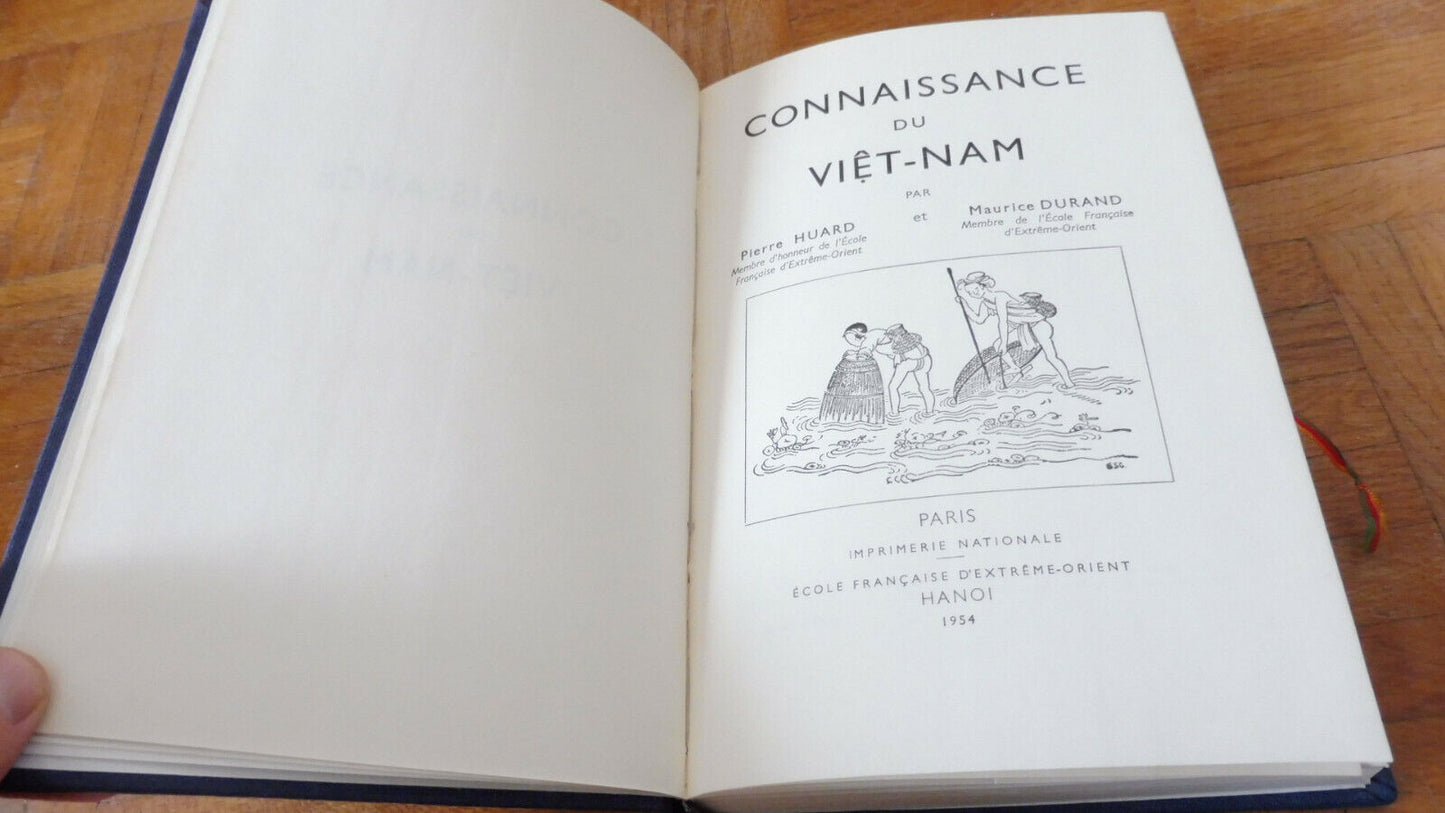 CONNAISSANCE
DU
VIỆT-NAM
PAR
Pierre HUARD
Membre d'honneur de l'École
Française d'Extrême-Orient
et
Maurice DURAND
Membre de l'École Française
d'Extrême-Orient
PARIS
IMPRIMERIE NATIONALE
ÉCOLE FRANÇAISE D'EXTRÊME-ORIENT
HANOI
1954